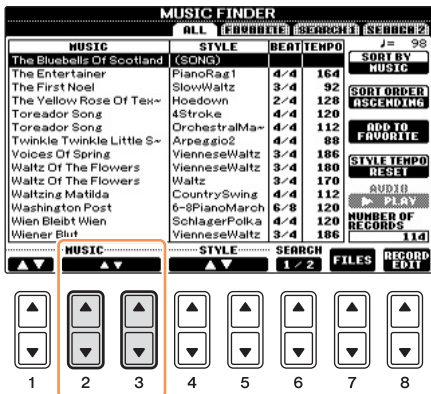 MUSIC FINDER
ALL FAVORITE SEARCH 1 SEARCH 2
MUSIC STYLE BEAT TEMPO ♩= 98
The Bluebells Of Scotland (SONG)
The Entertainer PianoRag1 4/4 164
The First Noel SlowWaltz 3/4 92
The Yellow Rose Of Tex~ Hoedown 2/4 128
Toreador Song 4Stroke 4/4 120
Toreador Song OrchestralMa~ 4/4 112
Twinkle Twinkle Little S~ Arpeggio2 4/4 88
Voices Of Spring VienneseWaltz 3/4 186
Waltz Of The Flowers VienneseWaltz 3/4 180
Waltz Of The Flowers Waltz 3/4 170
Waltzing Matilda CountrySwing 4/4 112
Washington Post 6-8PianoMarch 6/8 120
Wien Bleibt Wien SchlagerPolka 4/4 120
Wiener Blut VienneseWaltz 3/4 186
SORT BY
MUSIC
SORT ORDER
ASCENDING
ADD TO
FAVORITE
STYLE TEMPO
RESET
AUDIO
▶ PLAY
NUMBER OF
RECORDS
114
MUSIC STYLE SEARCH
▲▼ ▲▼ ▲▼ 1/2 FILES RECORD
EDIT
1 2 3 4 5 6 7 8